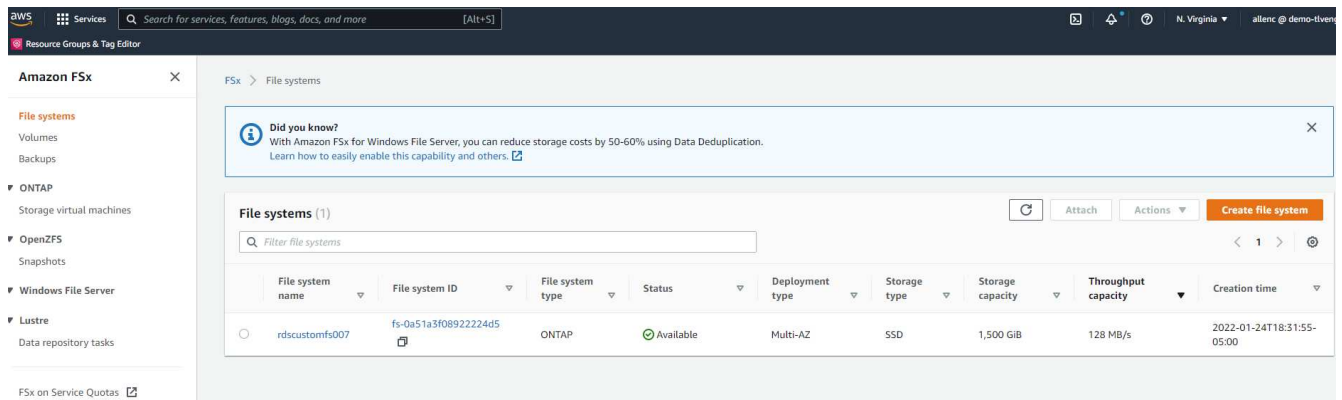 aws
Services
Search for services, features, blogs, docs, and more
[Alt+S]
N. Virginia
allenc @ demo-tlveng
Resource Groups & Tag Editor
Amazon FSx
File systems
Volumes
Backups
ONTAP
Storage virtual machines
OpenZFS
Snapshots
Windows File Server
Lustre
Data repository tasks
FSx on Service Quotas
FSx > File systems
Did you know?
With Amazon FSx for Windows File Server, you can reduce storage costs by 50-60% using Data Deduplication.
Learn how to easily enable this capability and others.
File systems (1)
Attach
Actions
Create file system
Filter file systems
< 1 >
File system name
File system ID
File system type
Status
Deployment type
Storage type
Storage capacity
Throughput capacity
Creation time
rdscustomfs007
fs-0a51a3f08922224d5
ONTAP
Available
Multi-AZ
SSD
1,500 GiB
128 MB/s
2022-01-24T18:31:55-
05:00